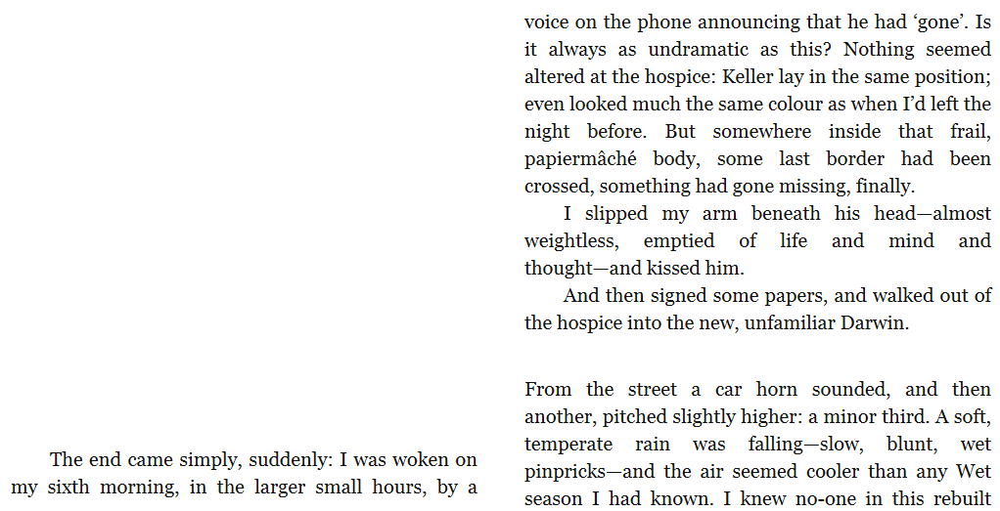 The end came simply, suddenly: I was woken on
my sixth morning, in the larger small hours, by a
voice on the phone announcing that he had ‘gone’. Is
it always as undramatic as this? Nothing seemed
altered at the hospice: Keller lay in the same position;
even looked much the same colour as when I’d left the
night before. But somewhere inside that frail,
papiermâché body, some last border had been
crossed, something had gone missing, finally.
I slipped my arm beneath his head—almost
weightless, emptied of life and mind and
thought—and kissed him.
And then signed some papers, and walked out of
the hospice into the new, unfamiliar Darwin.
From the street a car horn sounded, and then
another, pitched slightly higher: a minor third. A soft,
temperate rain was falling—slow, blunt, wet
pinpricks—and the air seemed cooler than any Wet
season I had known. I knew no-one in this rebuilt